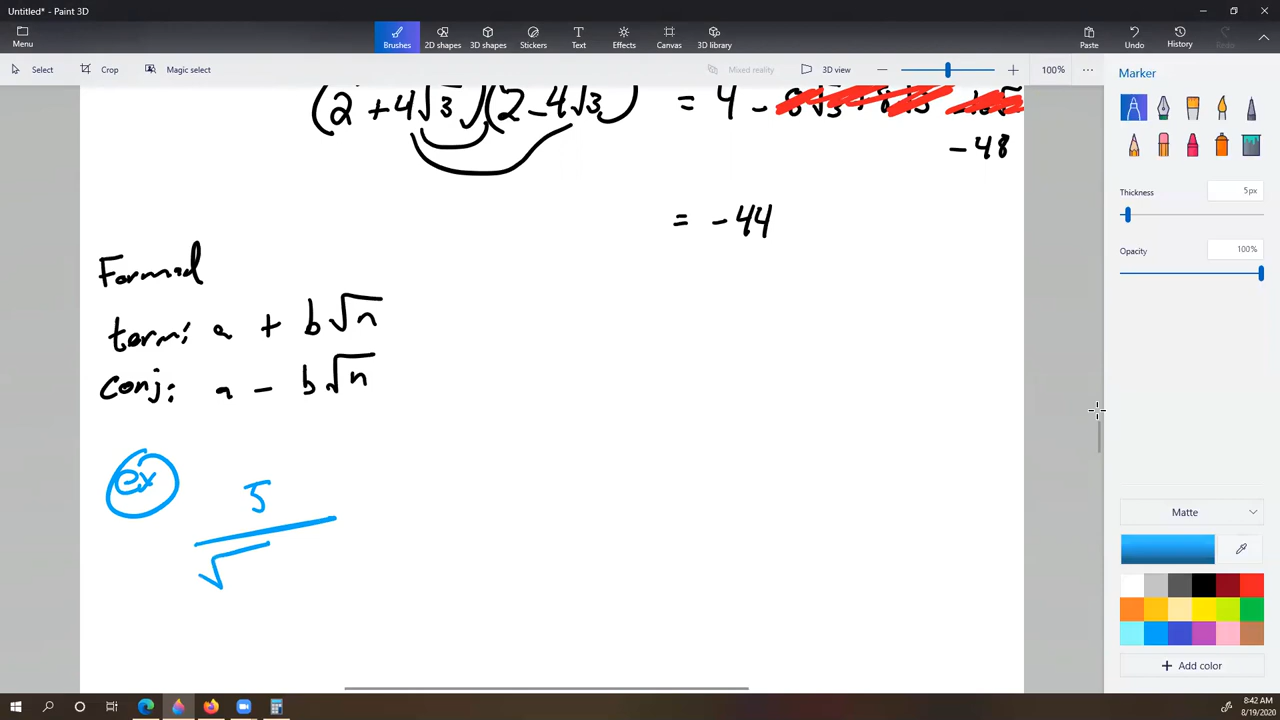 Untitled* - Paint 3D
Menu
Brushes
2D shapes
3D shapes
Stickers
Text
Effects
Canvas
3D library
Paste
Undo
History
Redo
Select
Crop
Magic select
Mixed reality
3D view
100%
Marker
Thickness
5px
Opacity
100%
Matte
Add color
(2 + 4√3)(2 - 4√3) = 4 -
- 48
= - 44
Formal
term: a + b√n
conj: a - b√n
ex
5
√
8:42 AM
8/19/2020